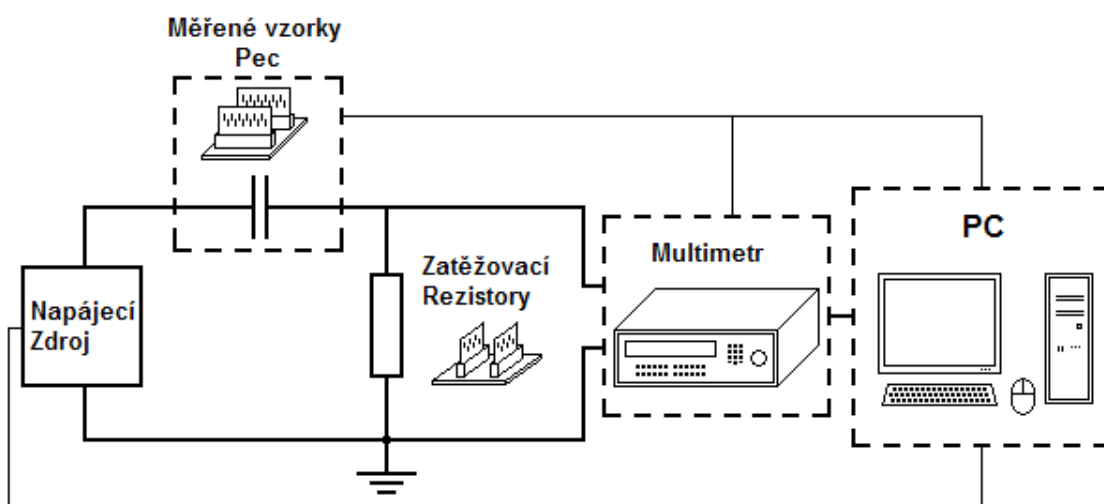 Měřené vzorky
Pec
PC
Multimetr
Zatěžovací
Rezistory
Napájecí
Zdroj